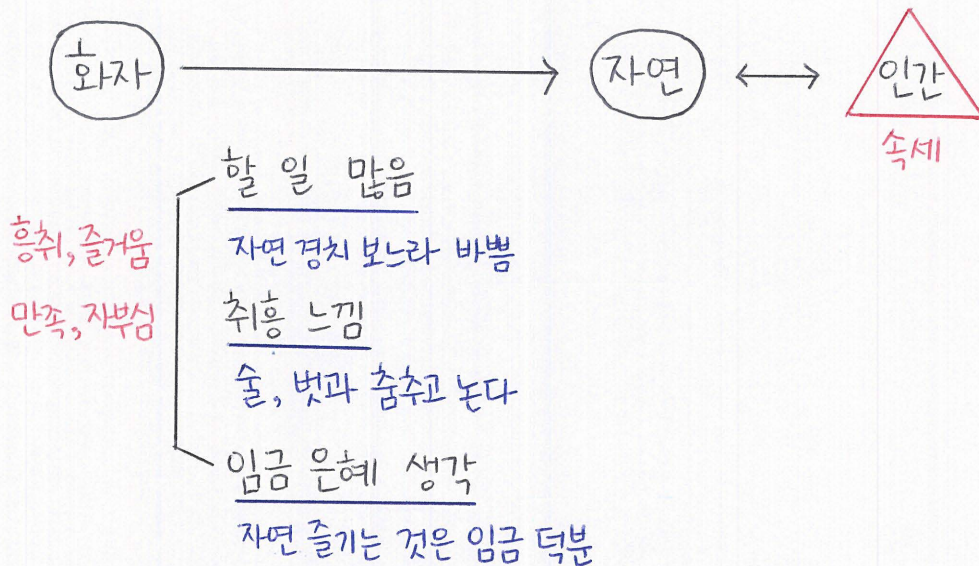 화자 자연 인간
속세
할 일 많음
흥취, 즐거움
자연 경치 보느라 바쁨
만족, 자부심
취흥 느낌
술, 벗과 춤추고 논다
임금 은혜 생각
자연 즐기는 것은 임금 덕분